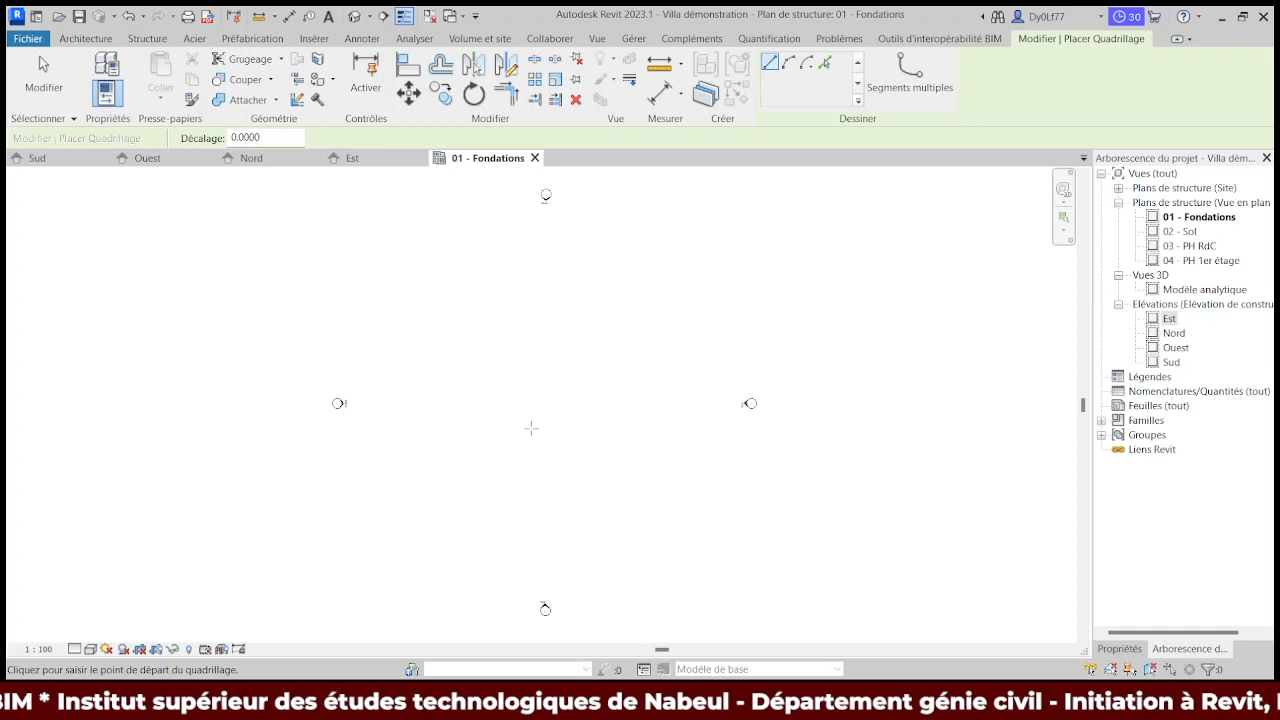 Autodesk Revit 2023.1 - Villa démonstration - Plan de structure: 01 - Fondations
Dy0Lf77
30
Fichier Architecture Structure Acier Préfabrication Insérer Annoter Analyser Volume et site Collaborer Vue Gérer Compléments Quantification Problèmes Outils d'interopérabilité BIM Modifier | Placer Quadrillage
Modifier
Coller
Grugeage
Couper
Attacher
Activer
Segments multiples
Sélectionner Propriétés Presse-papiers Géométrie Contrôles Modifier Vue Mesurer Créer Dessiner
Modifier | Placer Quadrillage Décalage: 0.0000
Sud Ouest Nord Est 01 - Fondations
Arborescence du projet - Villa dém...
Vues (tout)
Plans de structure (Site)
Plans de structure (Vue en plan
01 - Fondations
02 - Sol
03 - PH RdC
04 - PH 1er étage
Vues 3D
Modèle analytique
Elévations (Elévation de constru
Est
Nord
Ouest
Sud
Légendes
Nomenclatures/Quantités (tout)
Feuilles (tout)
Familles
Groupes
Liens Revit
2D
1 : 100
Propriétés Arborescence d...
Cliquez pour saisir le point de départ du quadrillage.
:0
Modèle de base
:0
BIM * Institut supérieur des études technologiques de Nabeul - Département génie civil - Initiation à Revit,